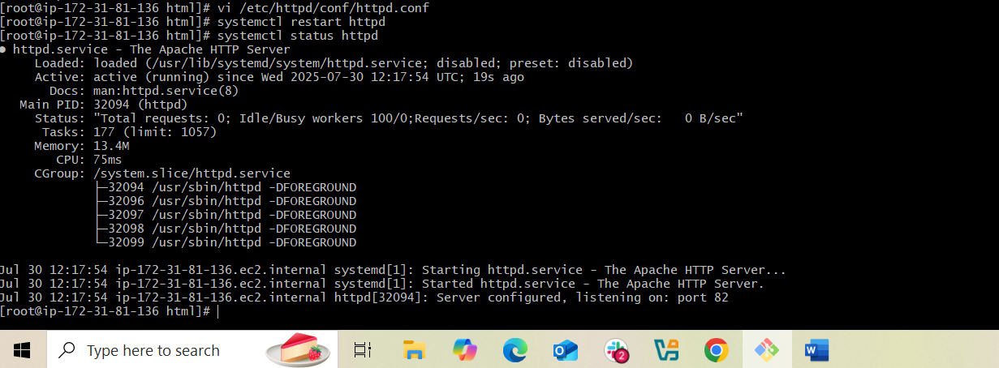 [root@ip-172-31-81-136 html]# vi /etc/httpd/conf/httpd.conf
[root@ip-172-31-81-136 html]# systemctl restart httpd
[root@ip-172-31-81-136 html]# systemctl status httpd
● httpd.service - The Apache HTTP Server
     Loaded: loaded (/usr/lib/systemd/system/httpd.service; disabled; preset: disabled)
     Active: active (running) since Wed 2025-07-30 12:17:54 UTC; 19s ago
       Docs: man:httpd.service(8)
   Main PID: 32094 (httpd)
     Status: "Total requests: 0; Idle/Busy workers 100/0;Requests/sec: 0; Bytes served/sec:   0 B/sec"
      Tasks: 177 (limit: 1057)
     Memory: 13.4M
        CPU: 75ms
     CGroup: /system.slice/httpd.service
             ├─32094 /usr/sbin/httpd -DFOREGROUND
             ├─32096 /usr/sbin/httpd -DFOREGROUND
             ├─32097 /usr/sbin/httpd -DFOREGROUND
             ├─32098 /usr/sbin/httpd -DFOREGROUND
             └─32099 /usr/sbin/httpd -DFOREGROUND
Jul 30 12:17:54 ip-172-31-81-136.ec2.internal systemd[1]: Starting httpd.service - The Apache HTTP Server...
Jul 30 12:17:54 ip-172-31-81-136.ec2.internal systemd[1]: Started httpd.service - The Apache HTTP Server.
Jul 30 12:17:54 ip-172-31-81-136.ec2.internal httpd[32094]: Server configured, listening on: port 82
[root@ip-172-31-81-136 html]#
Type here to search
2